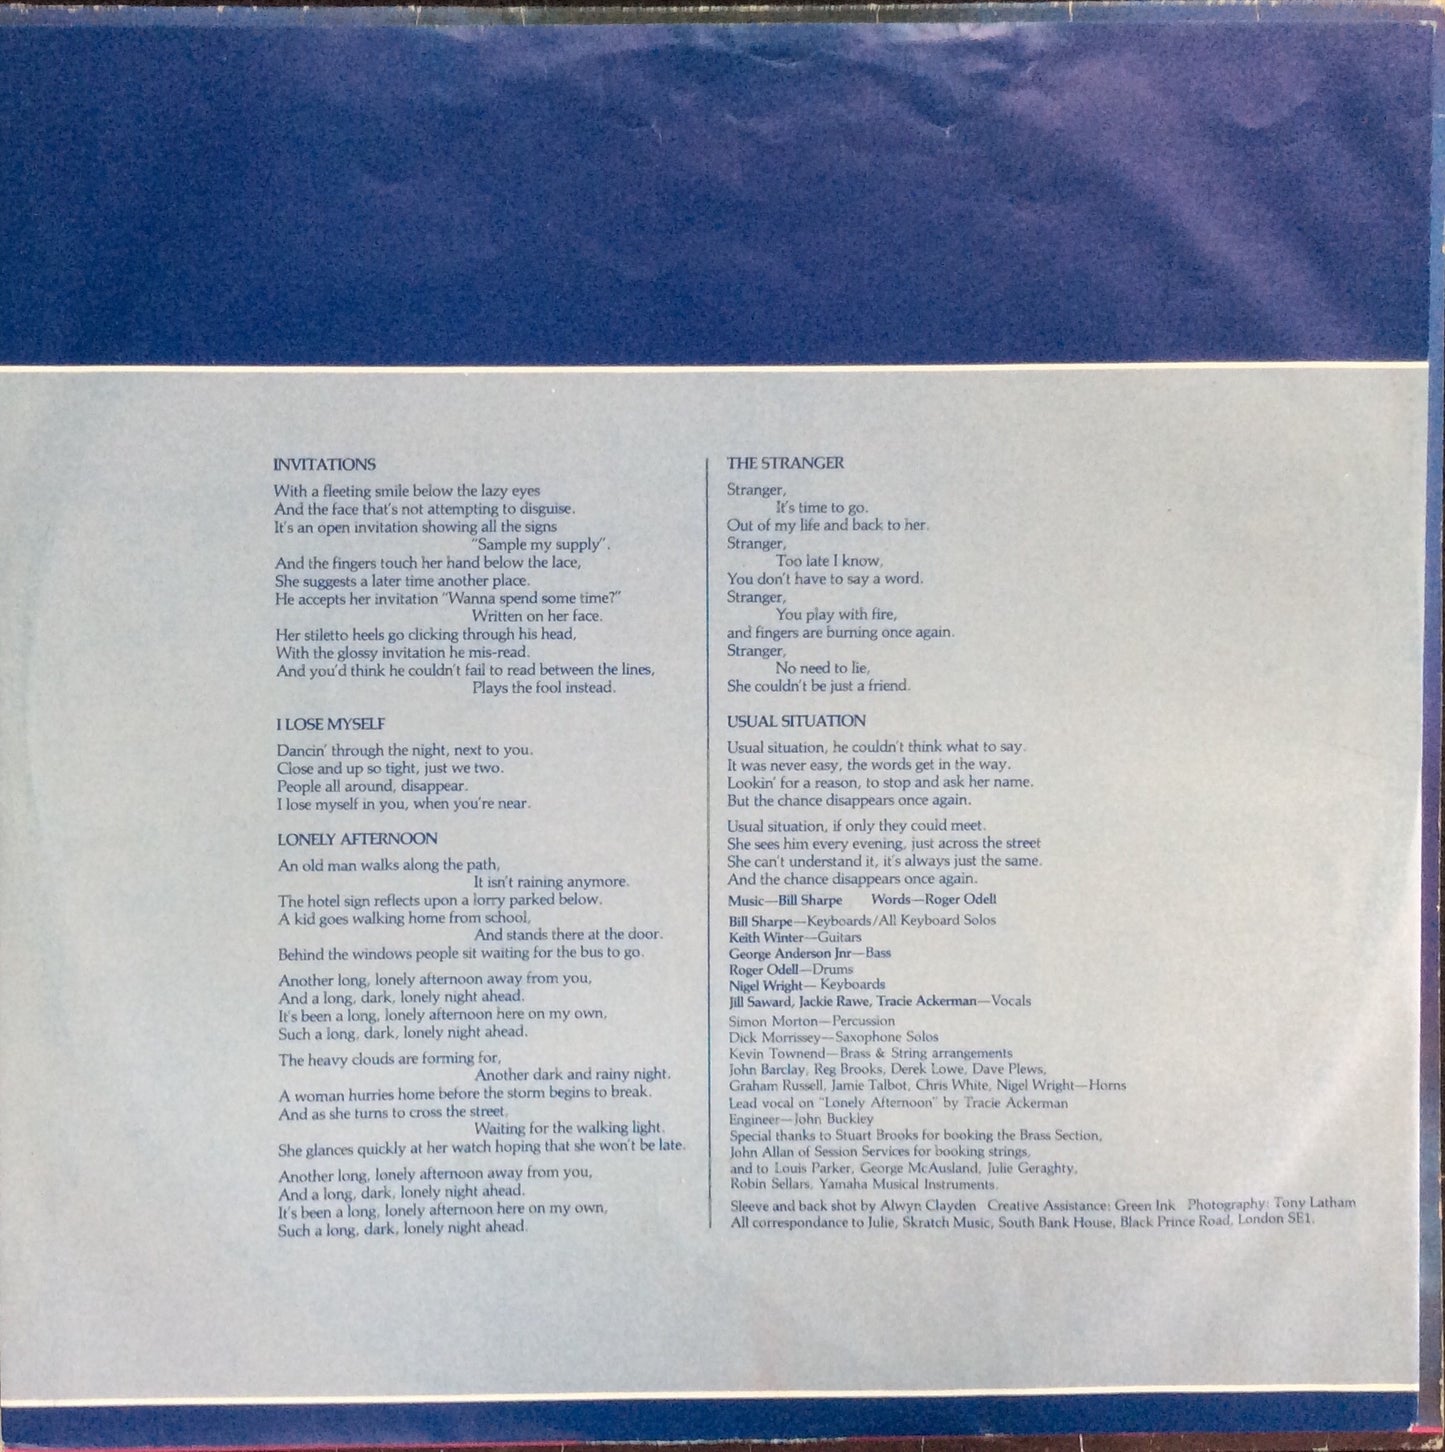 INVITATIONS
With a fleeting smile below the lazy eyes
And the face that's not attempting to disguise.
It's an open invitation showing all the signs
"Sample my supply".
And the fingers touch her hand below the lace,
She suggests a later time another place.
He accepts her invitation "Wanna spend some time?"
Written on her face.
Her stiletto heels go clicking through his head,
With the glossy invitation he mis-read.
And you'd think he couldn't fail to read between the lines,
Plays the fool instead.
I LOSE MYSELF
Dancin' through the night, next to you.
Close and up so tight, just we two.
People all around, disappear.
I lose myself in you, when you're near.
LONELY AFTERNOON
An old man walks along the path,
It isn't raining anymore.
The hotel sign reflects upon a lorry parked below.
A kid goes walking home from school,
And stands there at the door.
Behind the windows people sit waiting for the bus to go.
Another long, lonely afternoon away from you,
And a long, dark, lonely night ahead.
It's been a long, lonely afternoon here on my own,
Such a long, dark, lonely night ahead.
The heavy clouds are forming for,
Another dark and rainy night.
A woman hurries home before the storm begins to break.
And as she turns to cross the street,
Waiting for the walking light.
She glances quickly at her watch hoping that she won't be late.
Another long, lonely afternoon away from you,
And a long, dark, lonely night ahead.
It's been a long, lonely afternoon here on my own,
Such a long, dark, lonely night ahead.
THE STRANGER
Stranger,
It's time to go.
Out of my life and back to her.
Stranger,
Too late I know,
You don't have to say a word.
Stranger,
You play with fire,
and fingers are burning once again.
Stranger,
No need to lie,
She couldn't be just a friend.
USUAL SITUATION
Usual situation, he couldn't think what to say.
It was never easy, the words get in the way.
Lookin' for a reason, to stop and ask her name.
But the chance disappears once again.
Usual situation, if only they could meet.
She sees him every evening, just across the street
She can't understand it, it's always just the same.
And the chance disappears once again.
Music—Bill Sharpe Words—Roger Odell
Bill Sharpe—Keyboards/All Keyboard Solos
Keith Winter—Guitars
George Anderson Jnr—Bass
Roger Odell—Drums
Nigel Wright— Keyboards
Jill Saward, Jackie Rawe, Tracie Ackerman—Vocals
Simon Morton—Percussion
Dick Morrissey—Saxophone Solos
Kevin Townend—Brass & String arrangements
John Barclay, Reg Brooks, Derek Lowe, Dave Plews,
Graham Russell, Jamie Talbot, Chris White, Nigel Wright—Horns
Lead vocal on "Lonely Afternoon" by Tracie Ackerman
Engineer—John Buckley
Special thanks to Stuart Brooks for booking the Brass Section,
John Allan of Session Services for booking strings,
and to Louis Parker, George McAusland, Julie Geraghty,
Robin Sellars, Yamaha Musical Instruments.
Sleeve and back shot by Alwyn Clayden Creative Assistance: Green Ink Photography: Tony Latham
All correspondance to Julie, Skratch Music, South Bank House, Black Prince Road, London SE1.